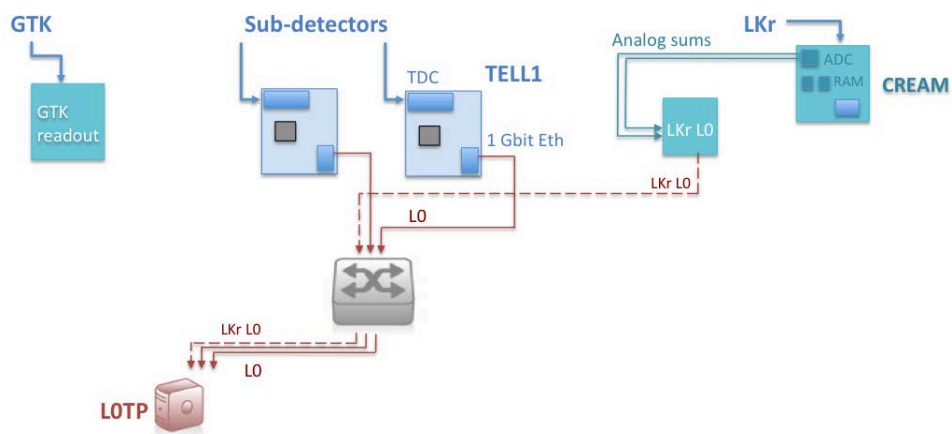 GTK
Sub-detectors
LKr
Analog sums
TDC
TELL1
ADC
RAM
CREAM
GTK
readout
LKr L0
1 Gbit Eth
LKr L0
L0
LKr L0
L0
L0TP